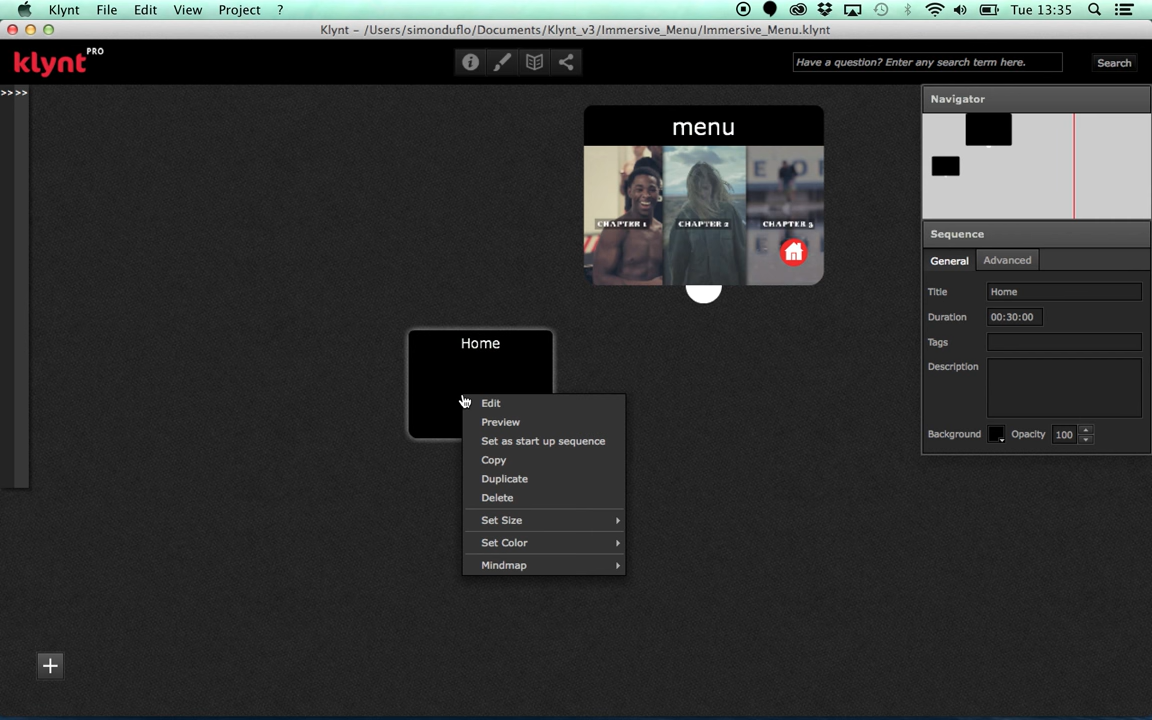 Klynt File Edit View Project ? Tue 13:35
Klynt – /Users/simonduflo/Documents/Klynt_v3/Immersive_Menu/Immersive_Menu.klynt
klynt PRO
Have a question? Enter any search term here. Search
>>>>
Navigator
menu
CHAPTER 1 CHAPTER 2 CHAPTER 3
Sequence
General Advanced
Title Home
Duration 00:30:00
Tags
Description
Background Opacity 100
Home
Edit
Preview
Set as start up sequence
Copy
Duplicate
Delete
Set Size
Set Color
Mindmap
+